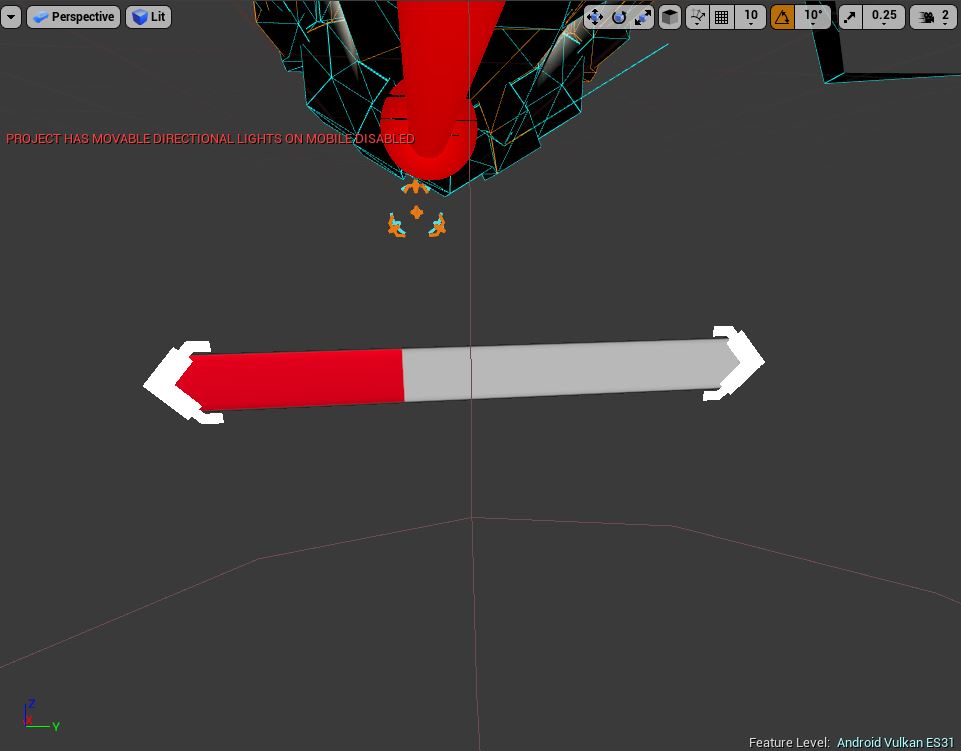 Perspective Lit 10 10° 0.25 2
PROJECT HAS MOVABLE DIRECTIONAL LIGHTS ON MOBILE DISABLED
Z
X Y
Feature Level: Android Vulkan ES31